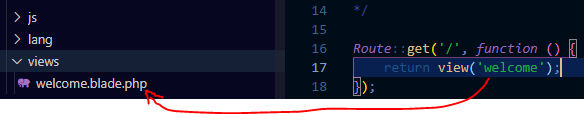 js
lang
views
welcome.blade.php
14
*/
15
16
Route::get('/', function () {
17
return view('welcome');
18
});